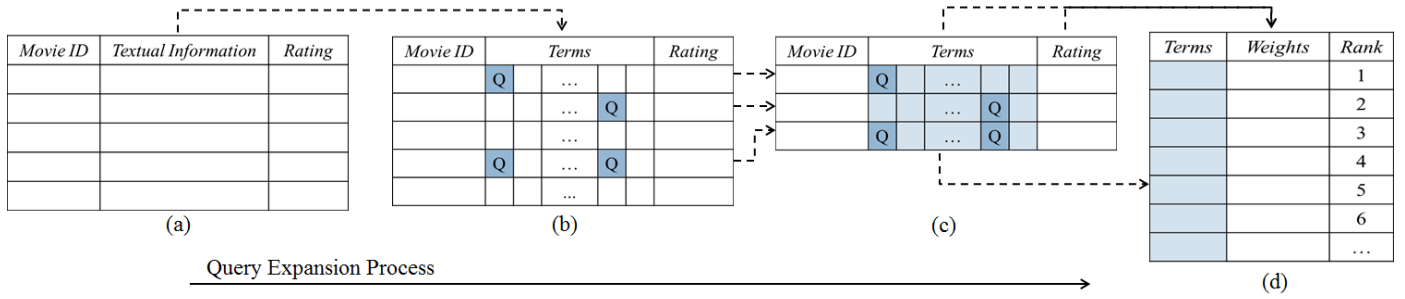 Movie ID Textual Information Rating
(a)
Movie ID Terms Rating
Q ...
... Q
...
Q ... Q
...
(b)
Movie ID Terms Rating
Q ...
... Q
Q ... Q
(c)
Terms Weights Rank
1
2
3
4
5
6
...
(d)
Query Expansion Process